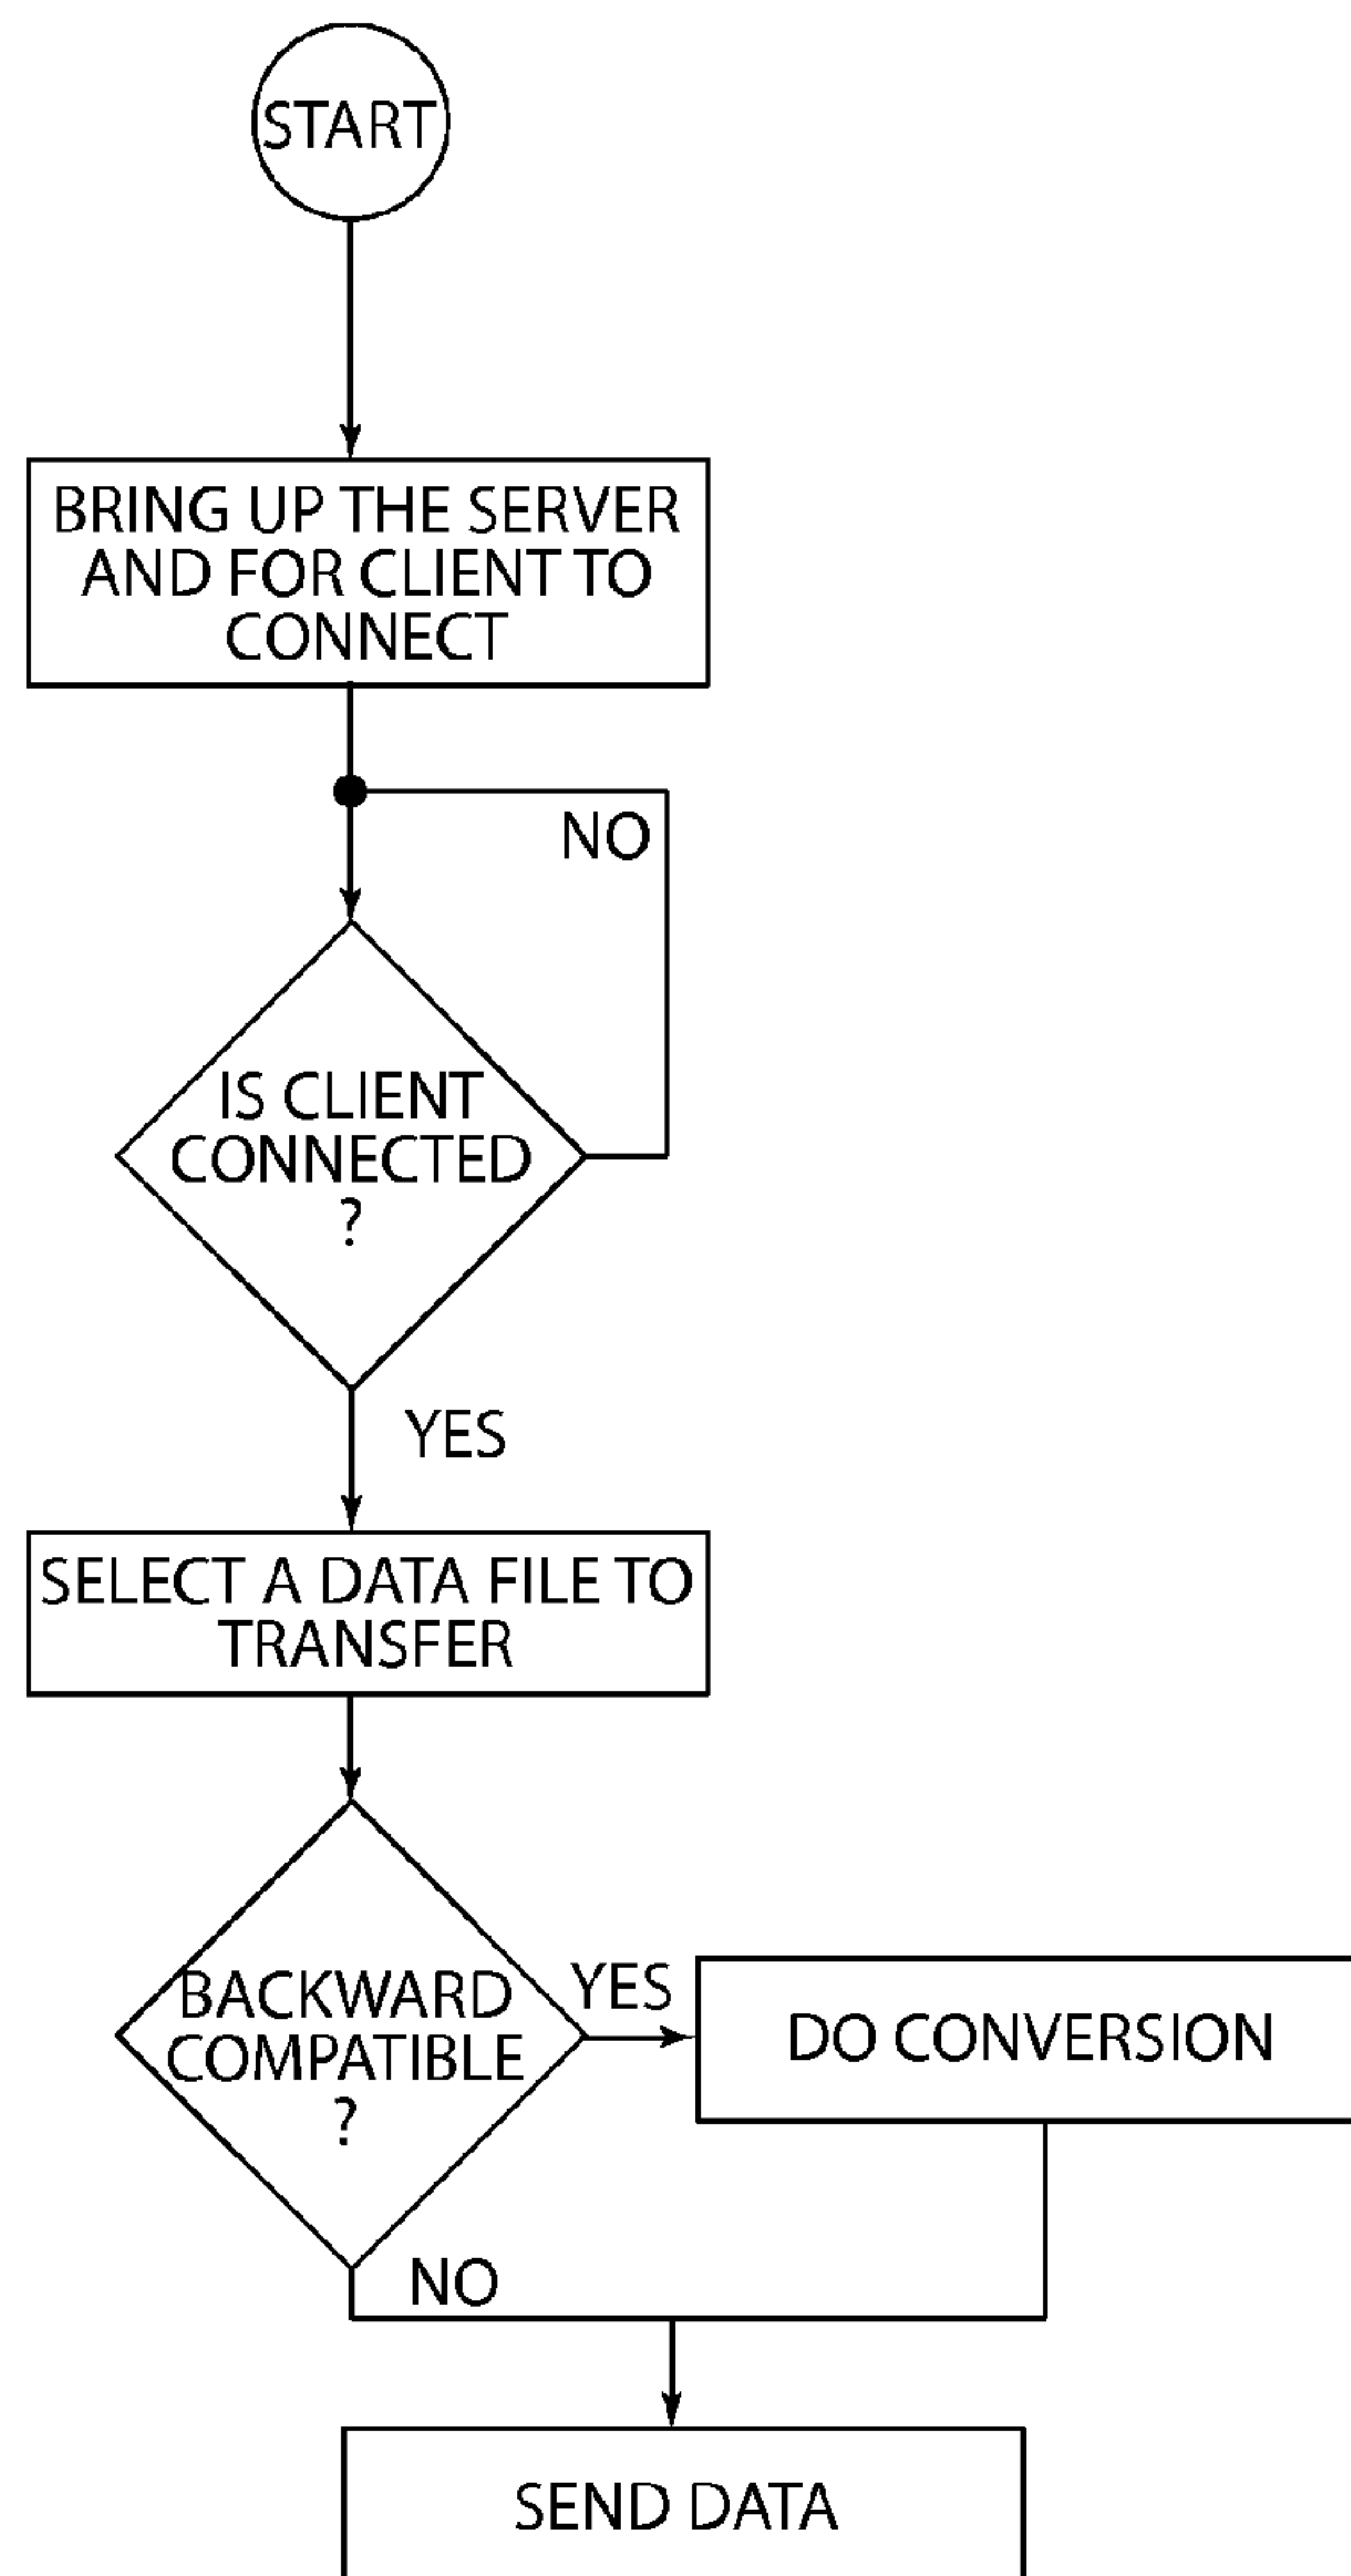 START
BRING UP THE SERVER
AND FOR CLIENT TO
CONNECT
NO
IS CLIENT
CONNECTED
?
YES
SELECT A DATA FILE TO
TRANSFER
BACKWARD
COMPATIBLE
?
YES
DO CONVERSION
NO
SEND DATA